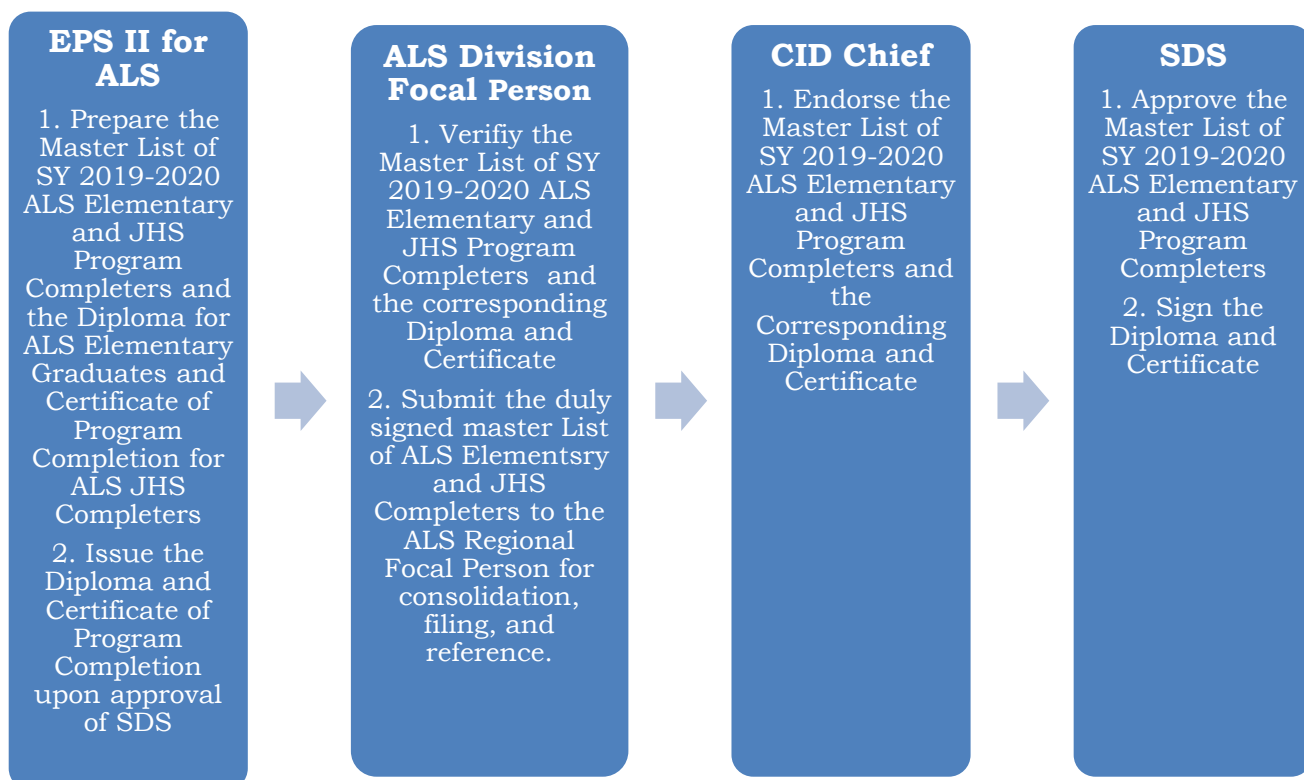 EPS II for
ALS
1. Prepare the
Master List of
SY 2019-2020
ALS Elementary
and JHS
Program
Completers and
the Diploma for
ALS Elementary
Graduates and
Certificate of
Program
Completion for
ALS JHS
Completers
2. Issue the
Diploma and
Certificate of
Program
Completion
upon approval
of SDS
ALS Division
Focal Person
1. Verifiy the
Master List of SY
2019-2020 ALS
Elementary and
JHS Program
Completers and
the corresponding
Diploma and
Certificate
2. Submit the duly
signed master List
of ALS Elementsry
and JHS
Completers to the
ALS Regional
Focal Person for
consolidation,
filing, and
reference.
CID Chief
1. Endorse the
Master List of
SY 2019-2020
ALS Elementary
and JHS
Program
Completers and
the
Corresponding
Diploma and
Certificate
SDS
1. Approve the
Master List of
SY 2019-2020
ALS Elementary
and JHS
Program
Completers
2. Sign the
Diploma and
Certificate